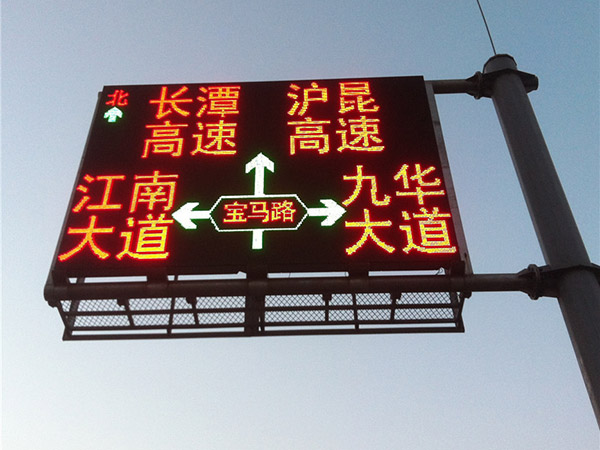 北
长潭 沪昆
高速 高速
江南 九华
宝马路
大道 大道